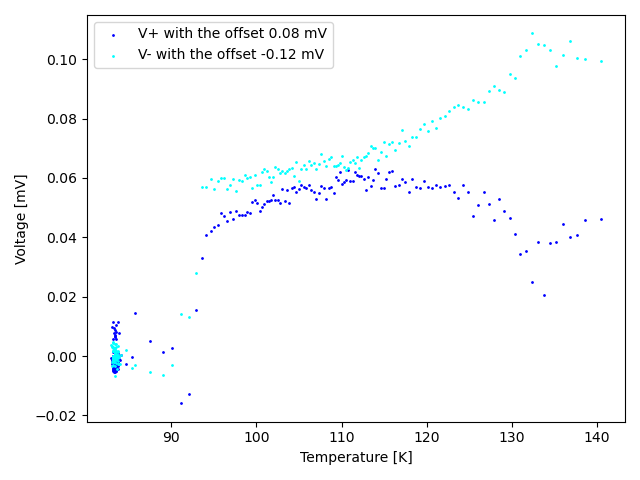 V+ with the offset 0.08 mV
V- with the offset -0.12 mV
0.10
0.08
0.06
0.04
0.02
0.00
−0.02
Voltage [mV]
90 100 110 120 130 140
Temperature [K]